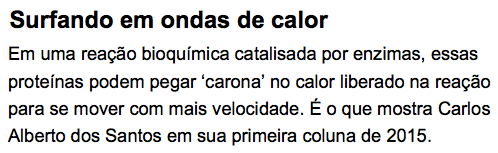 Surfando em ondas de calor
Em uma reação bioquímica catalisada por enzimas, essas
proteínas podem pegar ‘carona’ no calor liberado na reação
para se mover com mais velocidade. É o que mostra Carlos
Alberto dos Santos em sua primeira coluna de 2015.